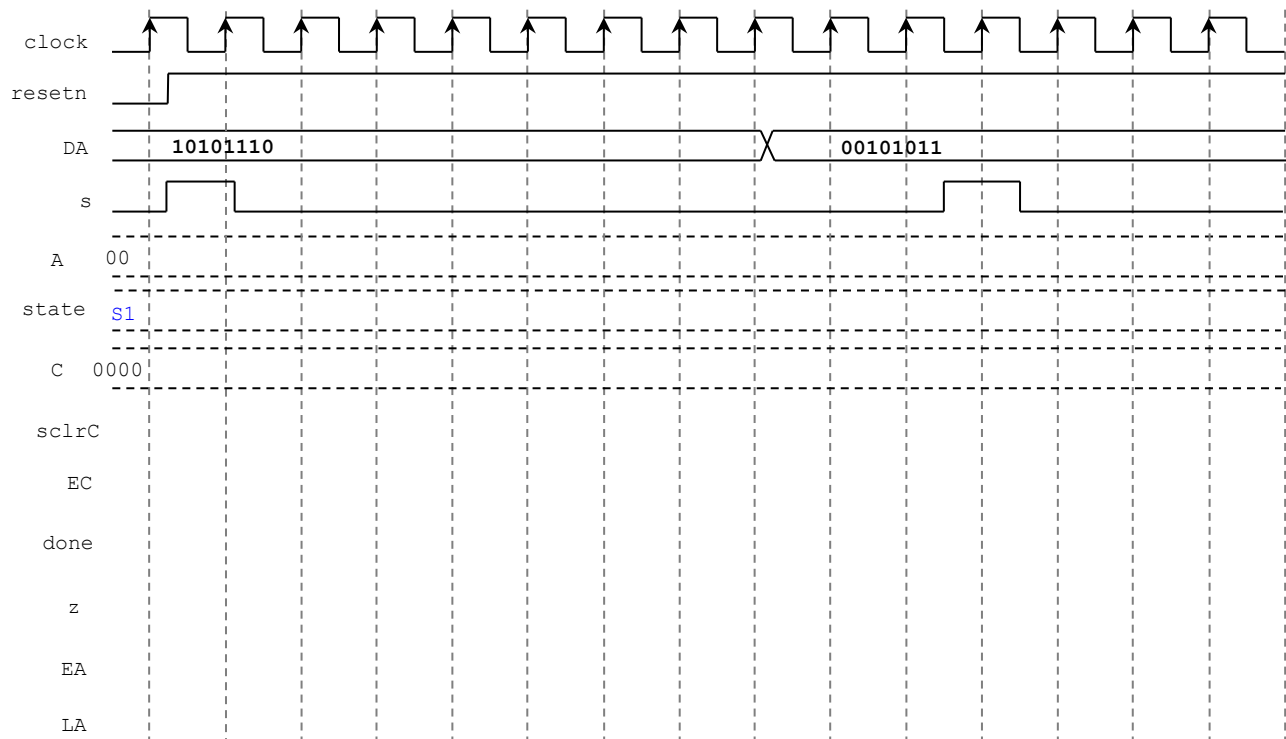 clock
resetn
DA 10101110 00101011
s
A 00
state S1
C 0000
sclrC
EC
done
z
EA
LA